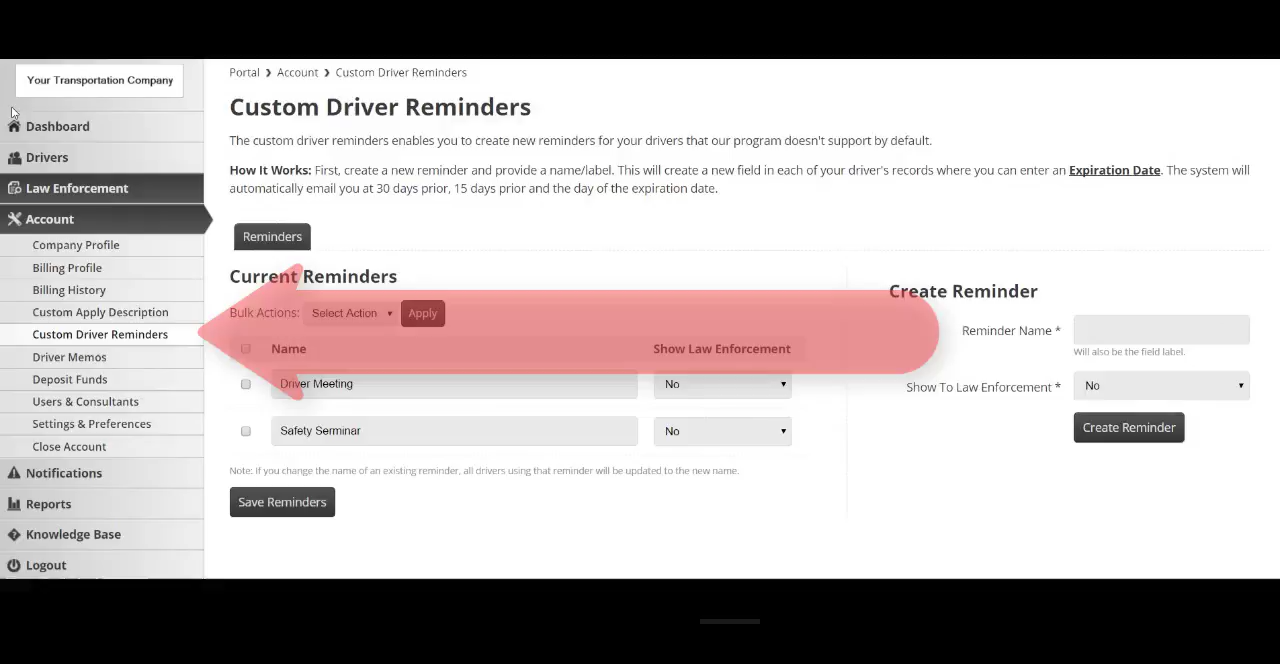 Your Transportation Company
Dashboard
Drivers
Law Enforcement
Account
Company Profile
Billing Profile
Billing History
Custom Apply Description
Custom Driver Reminders
Driver Memos
Deposit Funds
Users & Consultants
Settings & Preferences
Close Account
Notifications
Reports
Knowledge Base
Logout
Portal ❯ Account ❯ Custom Driver Reminders
Custom Driver Reminders
The custom driver reminders enables you to create new reminders for your drivers that our program doesn't support by default.
How It Works: First, create a new reminder and provide a name/label. This will create a new field in each of your driver's records where you can enter an Expiration Date. The system will
automatically email you at 30 days prior, 15 days prior and the day of the expiration date.
Reminders
Current Reminders
Bulk Actions: Select Action Apply
Name Show Law Enforcement
Driver Meeting No
Safety Serminar No
Note: If you change the name of an existing reminder, all drivers using that reminder will be updated to the new name.
Save Reminders
Create Reminder
Reminder Name *
Will also be the field label.
Show To Law Enforcement * No
Create Reminder